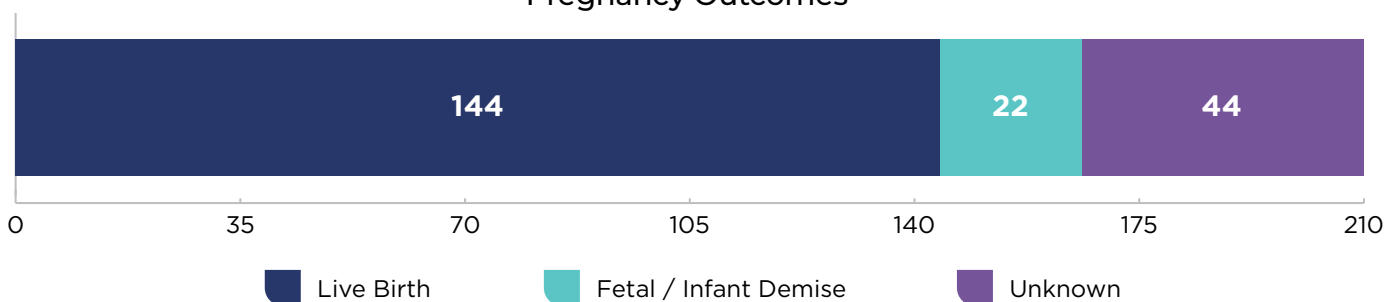 Pregnancy Outcomes
144 22 44
0 35 70 105 140 175 210
Live Birth Fetal / Infant Demise Unknown